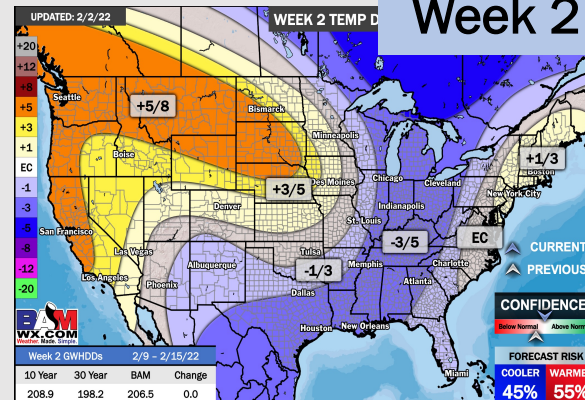 Week 2
UPDATED: 2/2/22
WEEK 2 TEMP D
+20
+12
+8
+5
+3
+1
EC
-1
-3
-5
-8
-12
-20
Seattle
+5/8
Bismarck
Minneapolis
Boise
+3/5
Des Moines
Chicago
Cleveland
+1/3
Boston
New York City
Denver
Indianapolis
St. Louis
San Francisco
Las Vegas
Tulsa
-3/5
EC
CURRENT
Los Angeles
Albuquerque
-1/3
Memphis
Charlotte
PREVIOUS
Phoenix
Dallas
Atlanta
Houston
New Orleans
Miami
BAM
WX.COM
Weather. Made. Simple.
CONFIDENCE
Below Normal
Above Norm
Week 2 GWHDDs
2/9 – 2/15/22
10 Year
30 Year
BAM
Change
208.9
198.2
206.5
0.0
FORECAST RISK
COOLER
WARME
45%
55%